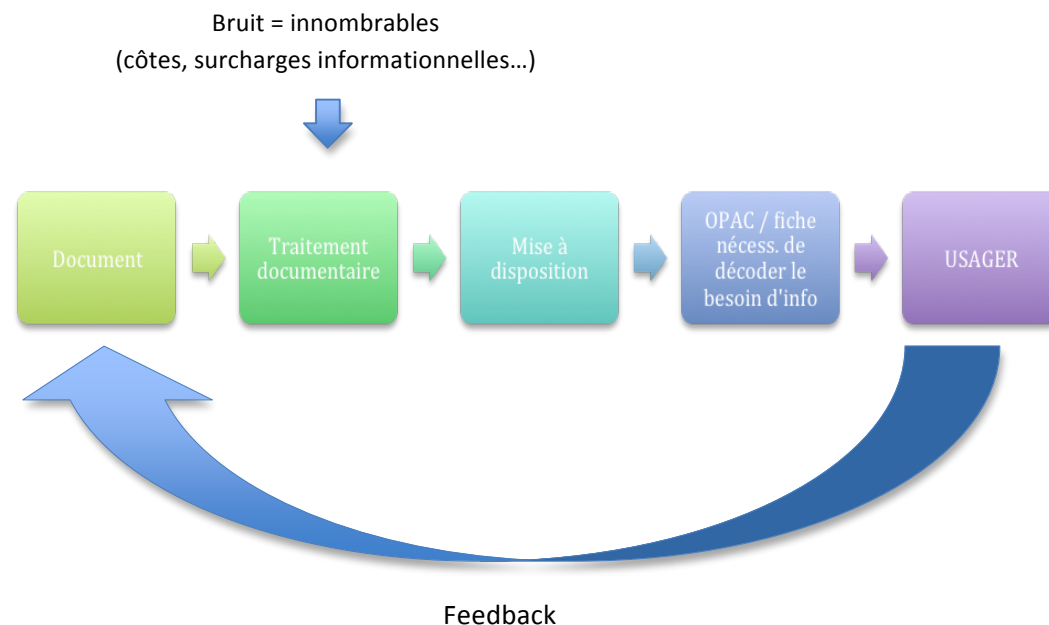 Bruit = innombrables
(côtes, surcharges informationnelles…)
Document
Traitement
documentaire
Mise à
disposition
OPAC / fiche
nécess. de
décoder le
besoin d'info
USAGER
Feedback